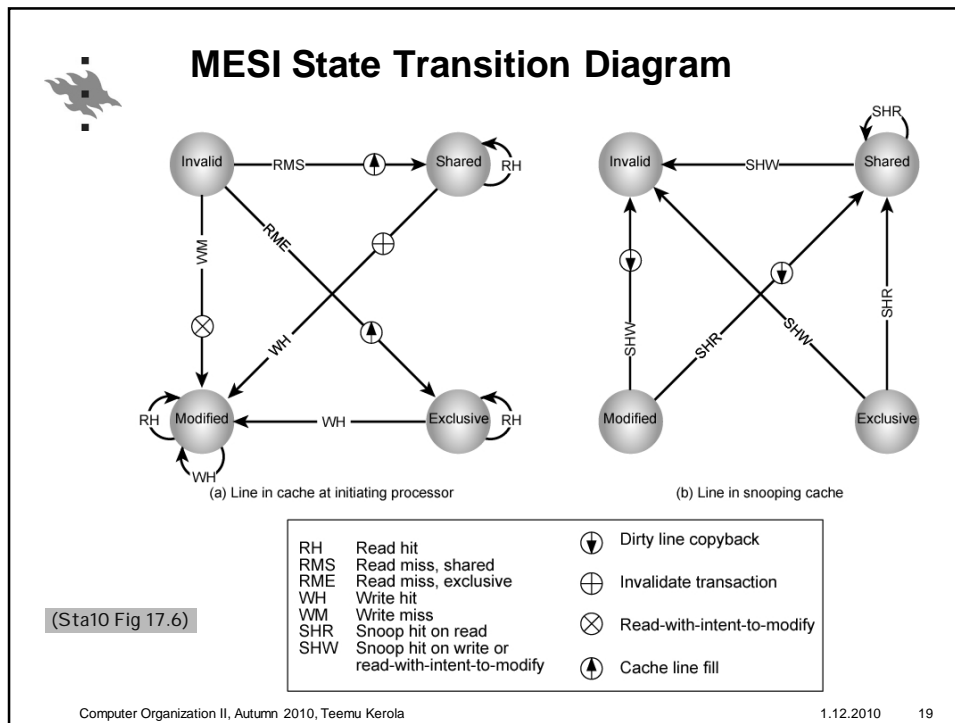 MESI State Transition Diagram
Invalid
RMS
Shared
RH
WM
RME
WH
RH
Modified
WH
WH
Exclusive
RH
(a) Line in cache at initiating processor
SHR
Invalid
SHW
Shared
SHW
SHR
SHW
SHR
Modified
Exclusive
(b) Line in snooping cache
RH Read hit
RMS Read miss, shared
RME Read miss, exclusive
WH Write hit
WM Write miss
SHR Snoop hit on read
SHW Snoop hit on write or
read-with-intent-to-modify
Dirty line copyback
Invalidate transaction
Read-with-intent-to-modify
Cache line fill
(Sta10 Fig 17.6)
Computer Organization II, Autumn 2010, Teemu Kerola 1.12.2010 19